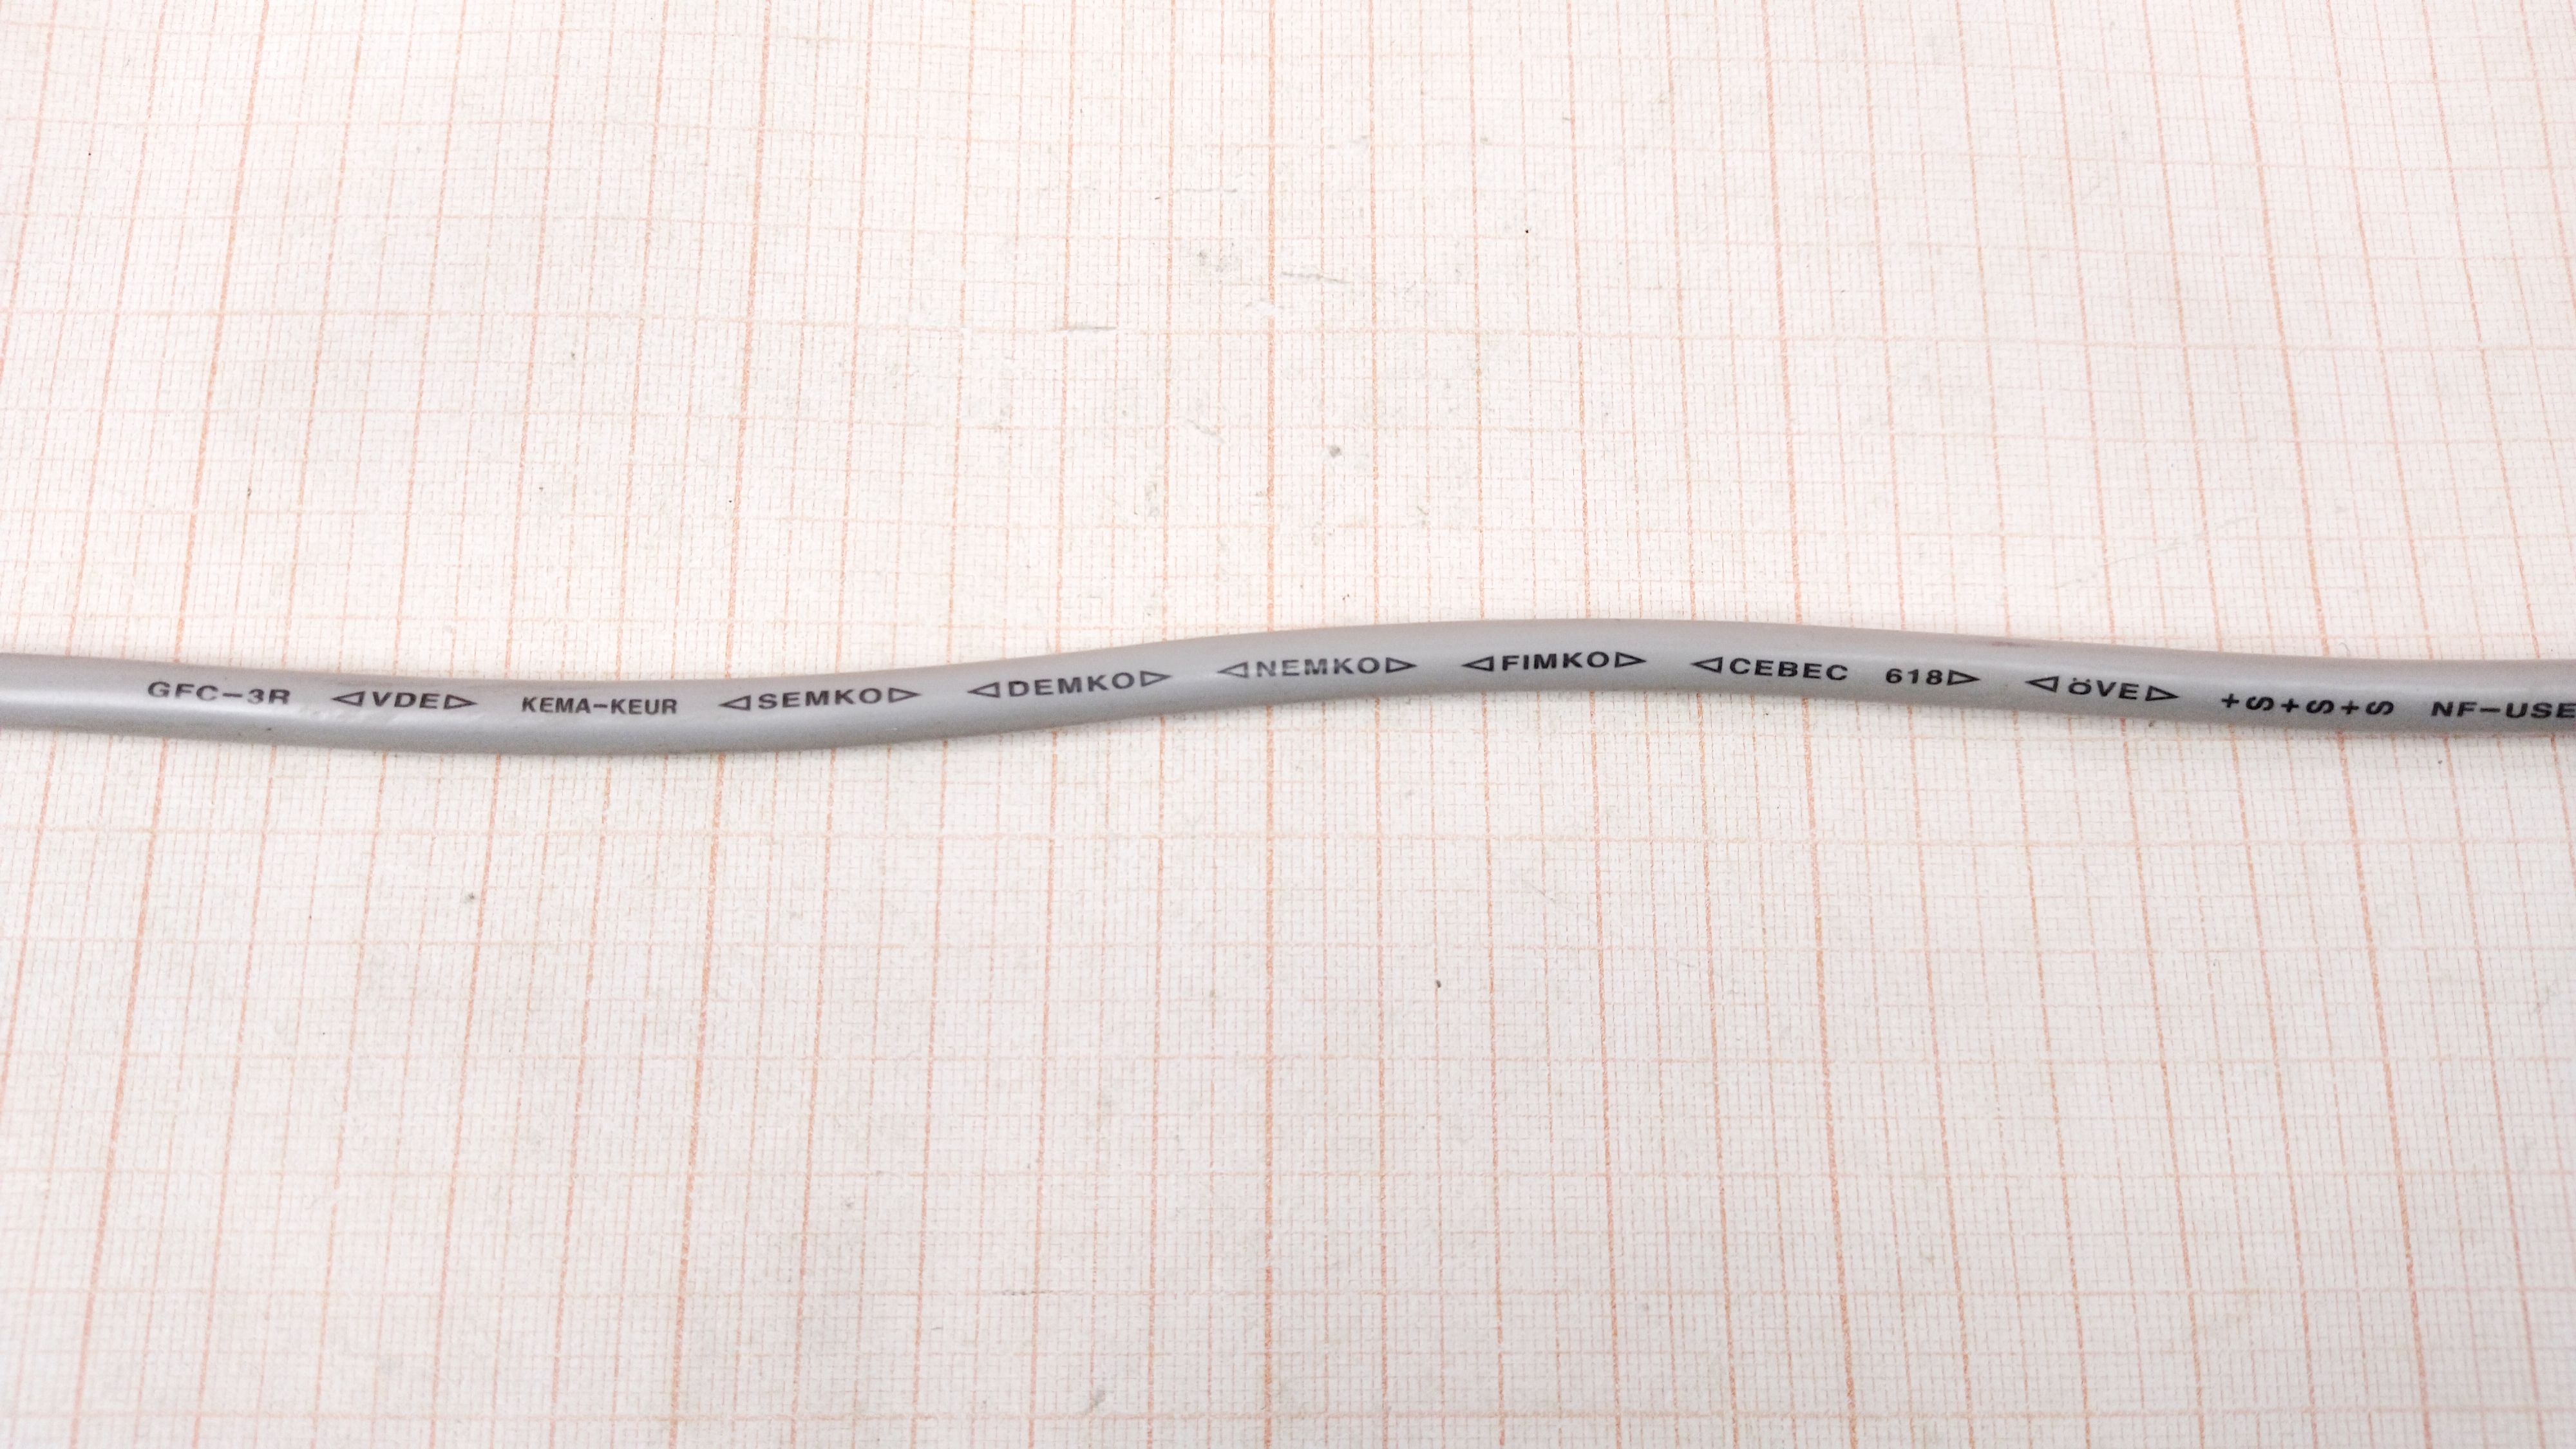 GFC-3R ◁VDE▷ KEMA-KEUR ◁SEMKO▷ ◁DEMKO▷ ◁NEMKO▷ ◁FIMKO▷ ◁CEBEC 618▷ ◁ÖVE▷ +S+S+S NF-USE